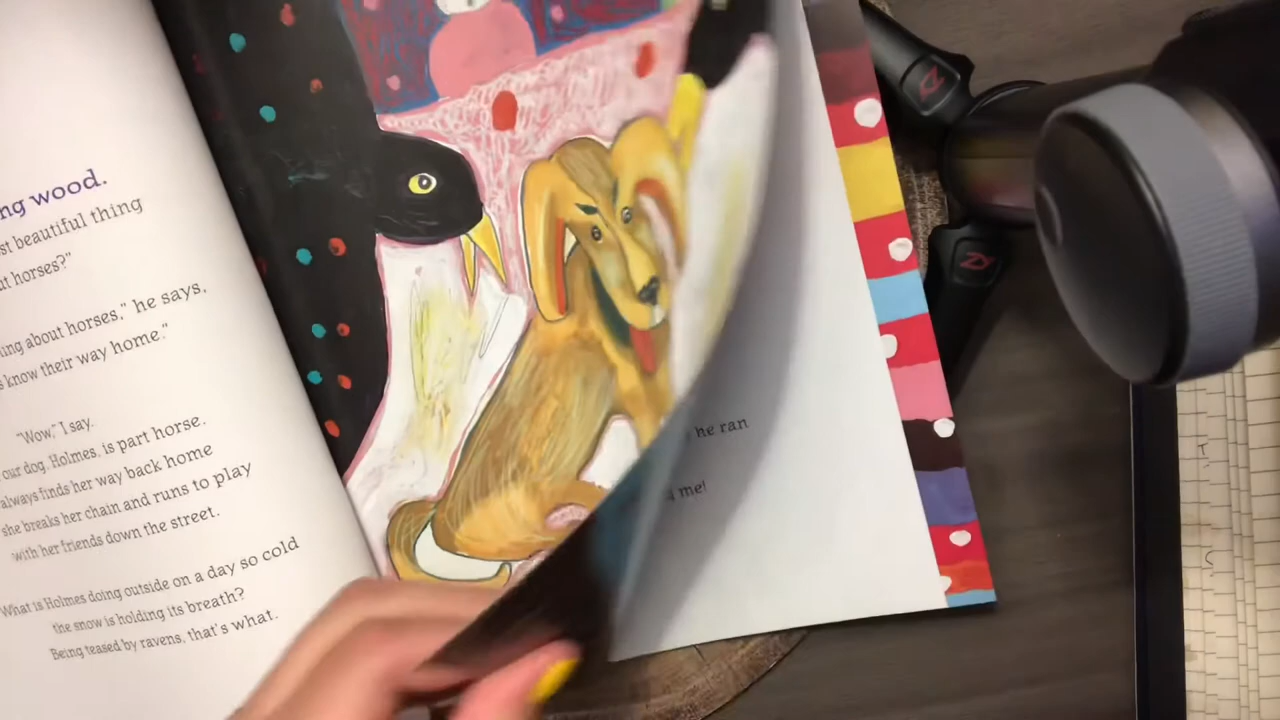 ng wood.
st beautiful thing
ut horses?"
ing about horses," he says,
s know their way home."
"Wow," I say.
our dog, Holmes, is part horse.
always finds her way back home
she breaks her chain and runs to play
with her friends down the street.
What is Holmes doing outside on a day so cold
the snow is holding its breath?
Being teased by ravens, that's what.
he ran
me!